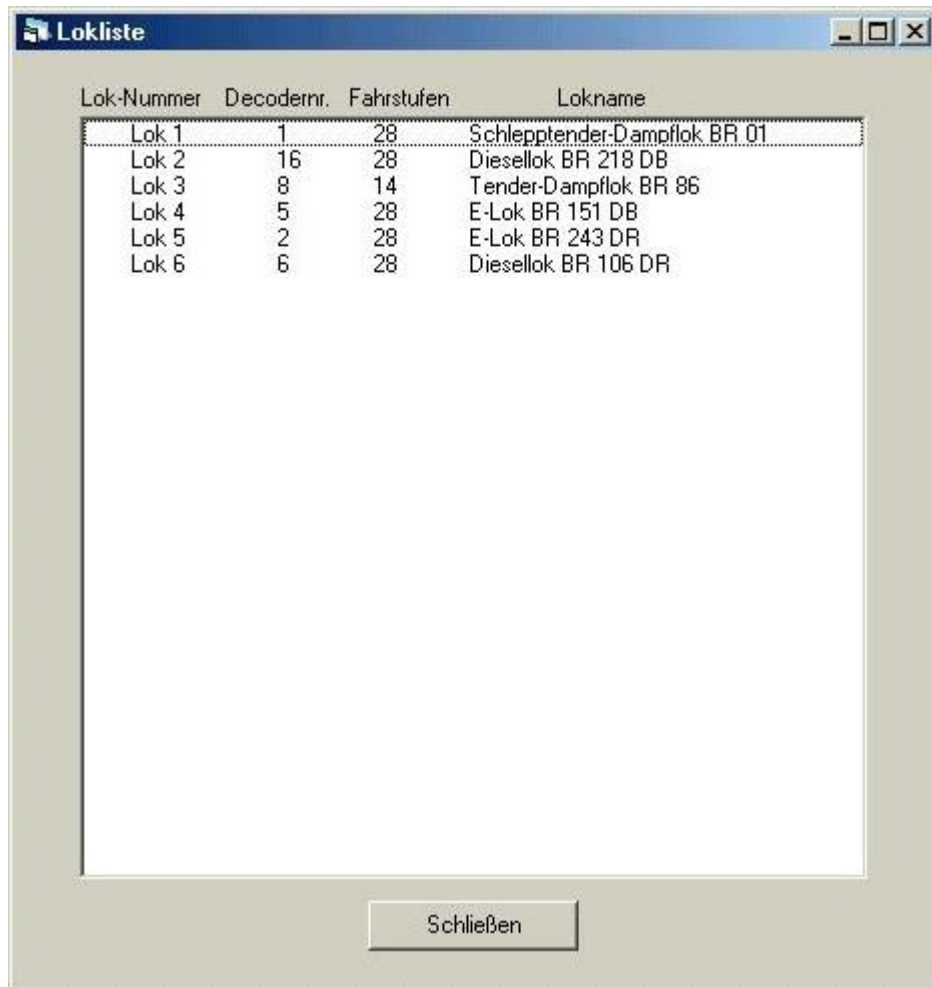 Lokliste
Lok-Nummer Decodernr. Fahrstufen Lokname
Lok 1 1 28 Schlepptender-Dampflok BR 01
Lok 2 16 28 Diesellok BR 218 DB
Lok 3 8 14 Tender-Dampflok BR 86
Lok 4 5 28 E-Lok BR 151 DB
Lok 5 2 28 E-Lok BR 243 DR
Lok 6 6 28 Diesellok BR 106 DR
Schließen